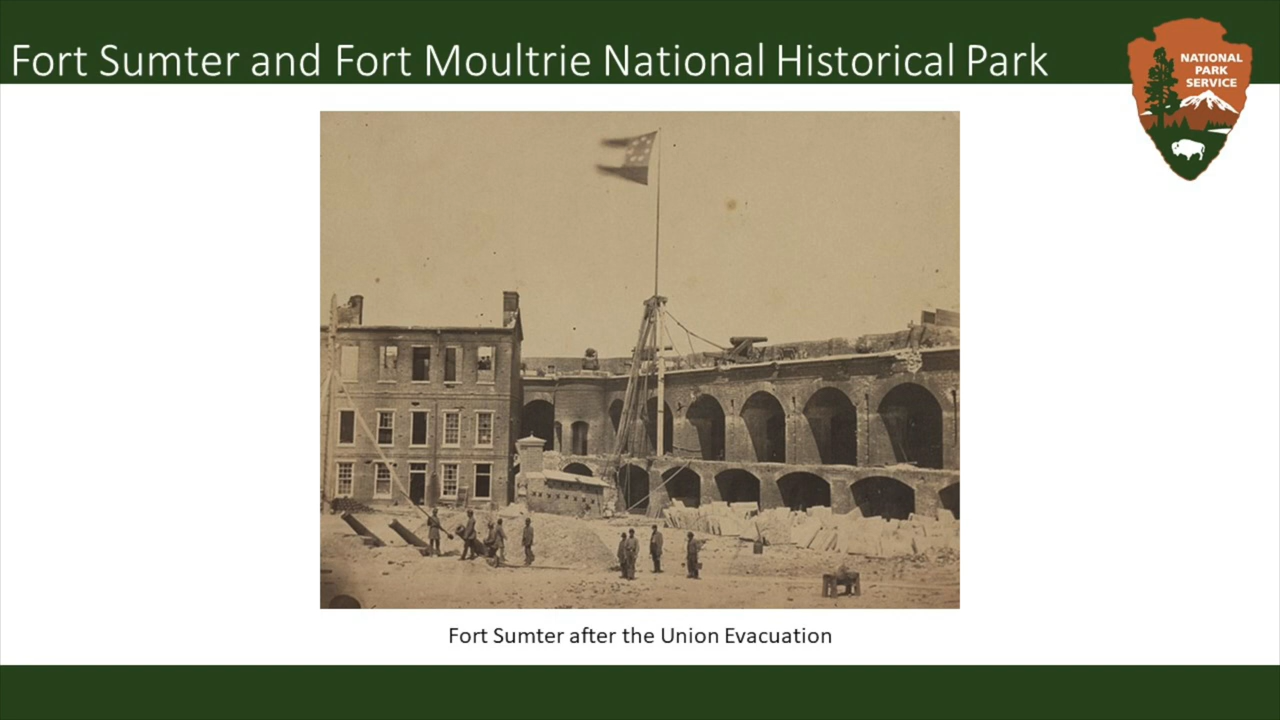 Fort Sumter and Fort Moultrie National Historical Park
NATIONAL
PARK
SERVICE
Fort Sumter after the Union Evacuation